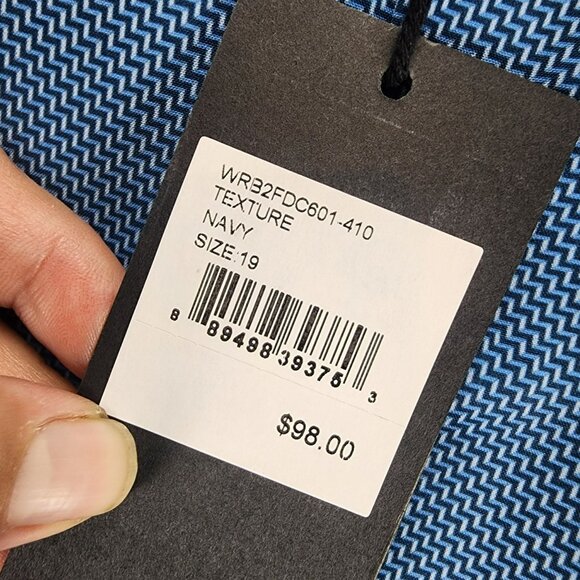 WRB2FDC601-410
TEXTURE
NAVY
SIZE:19
8 89498 39375 3
$98.00